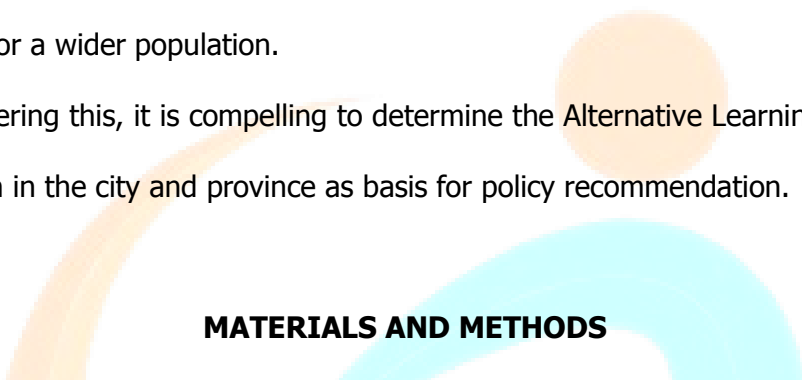 or a wider population.
ering this, it is compelling to determine the Alternative Learnin
in the city and province as basis for policy recommendation.
MATERIALS AND METHODS